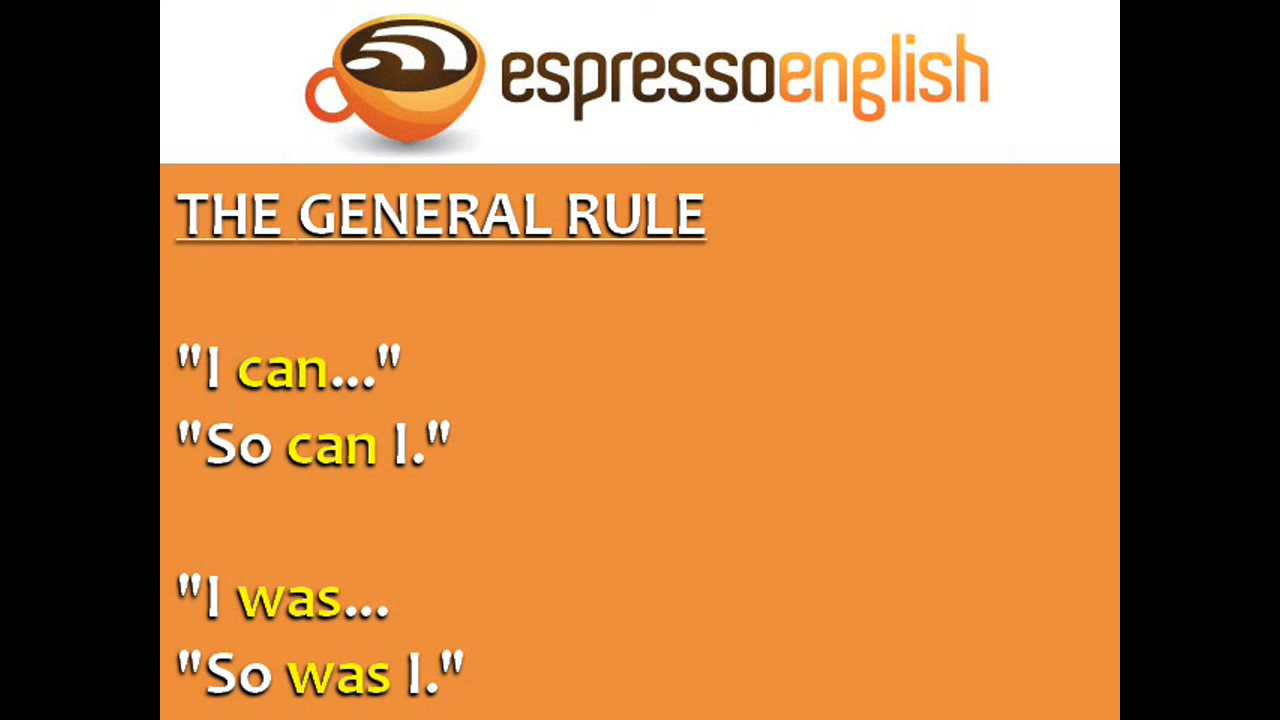 espressoenglish
THE GENERAL RULE
"I can..."
"So can I."
"I was...
"So was I."